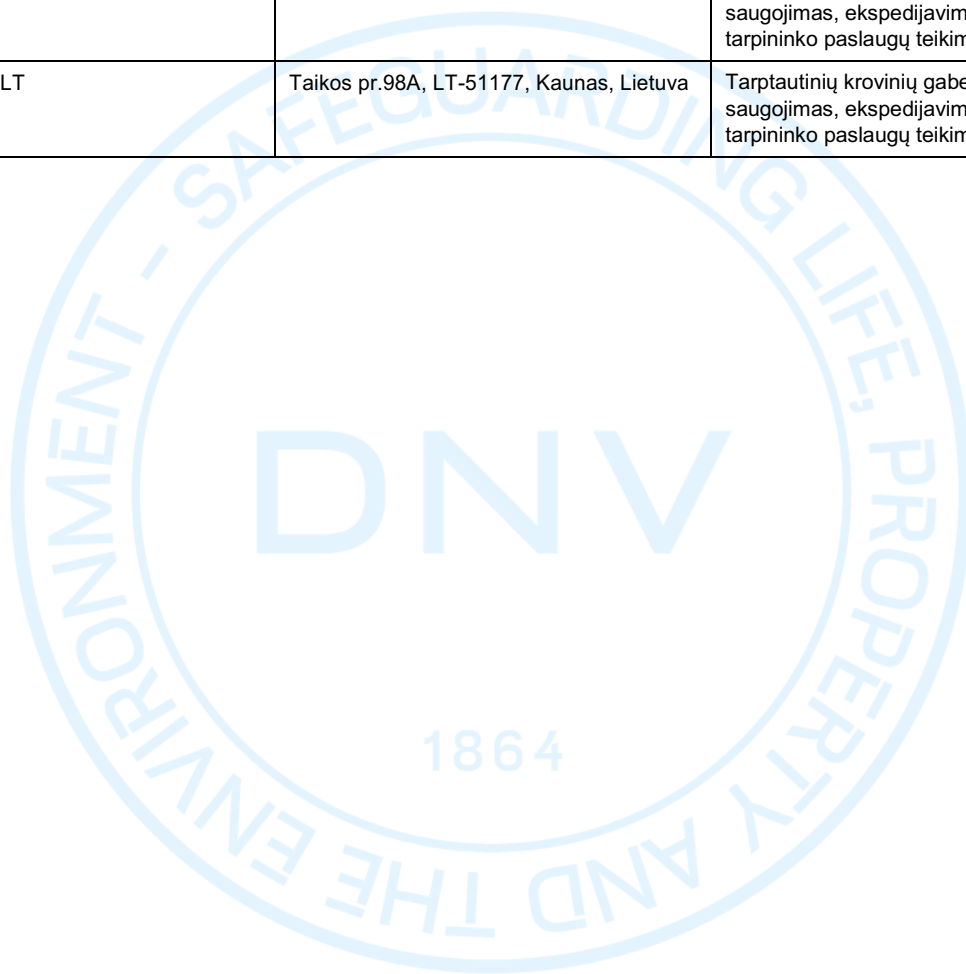 saugojimas, ekspedijavim
tarpininko paslaugų teikim
LT
Taikos pr.98A, LT-51177, Kaunas, Lietuva
Tarptautinių krovinių gabe
saugojimas, ekspedijavim
tarpininko paslaugų teikim
SAFEGUARDING LIFE, PROPERTY AND THE ENVIRONMENT -
DNV
1864